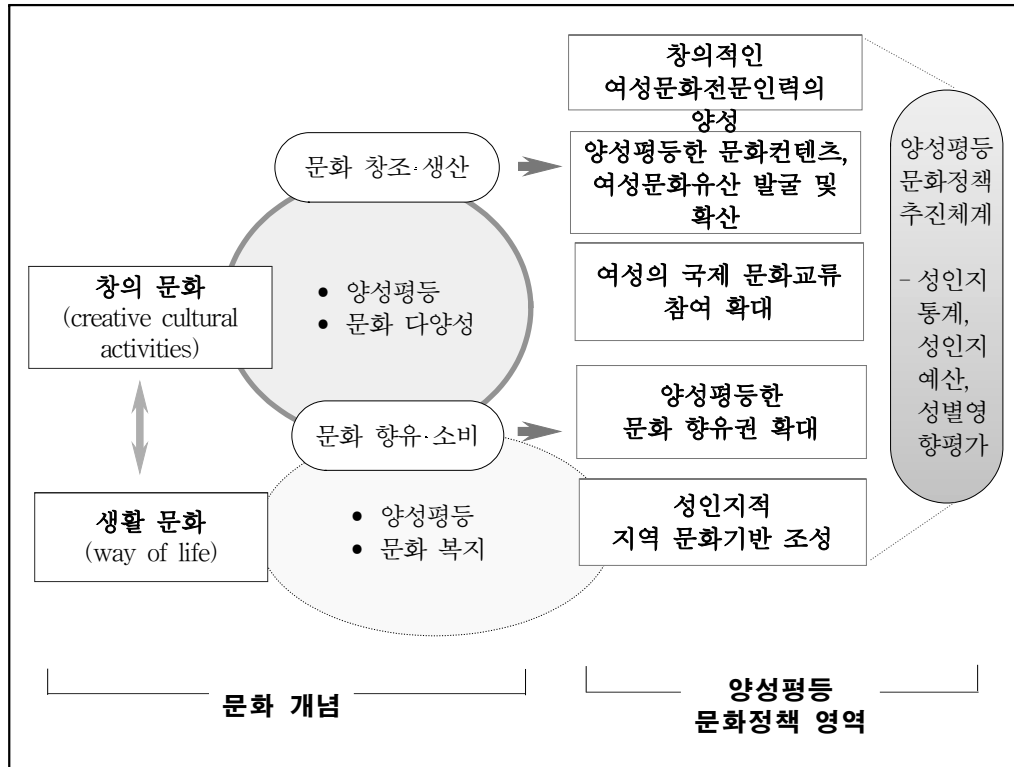 창의적인
여성문화전문인력의
양성
문화 창조·생산
양성평등한 문화컨텐츠,
여성문화유산 발굴 및
확산
양성평등
문화정책
추진체계
- 성인지
통계,
성인지
예산,
성별영
향평가
창의 문화
(creative cultural
activities)
• 양성평등
• 문화 다양성
여성의 국제 문화교류
참여 확대
문화 향유·소비
양성평등한
문화 향유권 확대
생활 문화
(way of life)
• 양성평등
• 문화 복지
성인지적
지역 문화기반 조성
문화 개념
양성평등
문화정책 영역